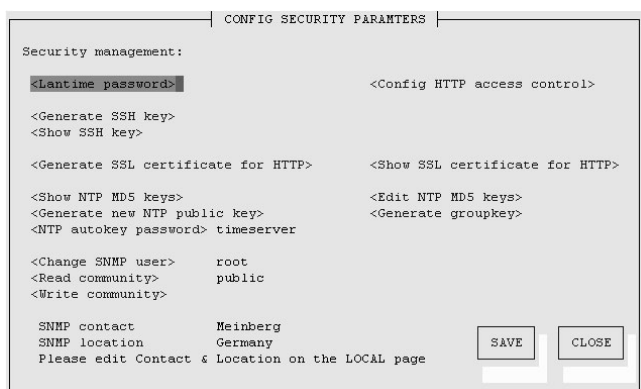 CONFIG SECURITY PARAMTERS
Security management:
<Lantime password> <Config HTTP access control>
<Generate SSH key>
<Show SSH key>
<Generate SSL certificate for HTTP> <Show SSL certificate for HTTP>
<Show NTP MD5 keys> <Edit NTP MD5 keys>
<Generate new NTP public key> <Generate groupkey>
<NTP autokey password> timeserver
<Change SNMP user> root
<Read community> public
<Write community>
SNMP contact Meinberg
SNMP location Germany
Please edit Contact & Location on the LOCAL page
SAVE CLOSE